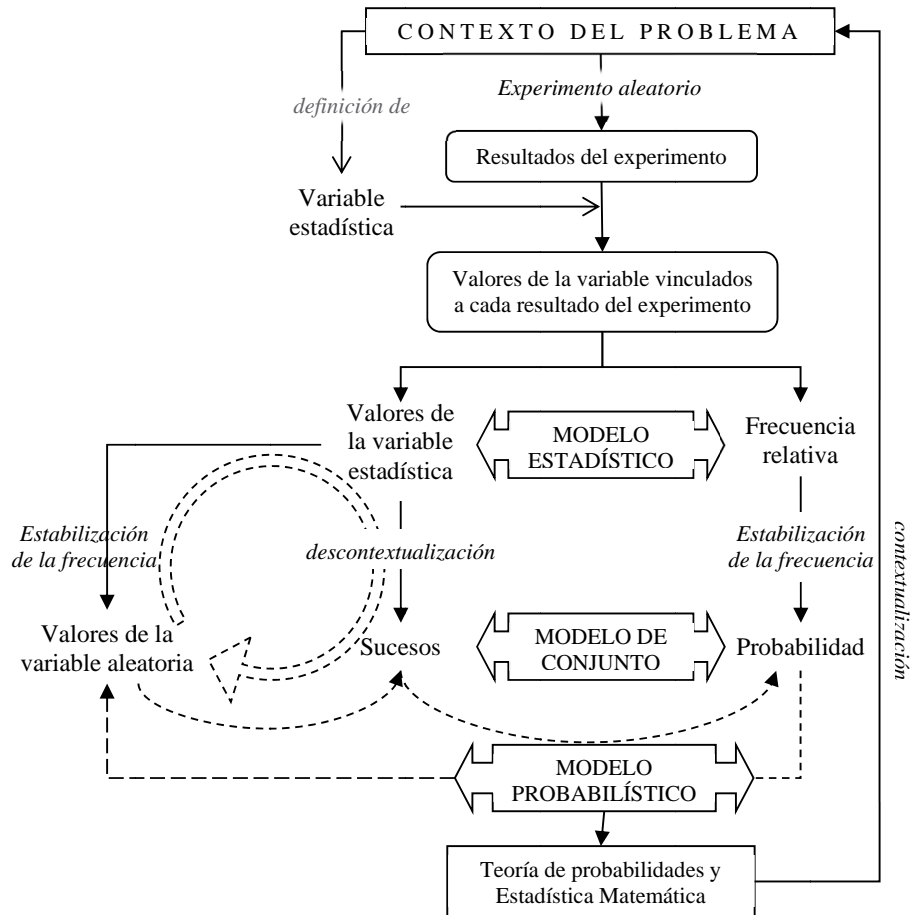 CONTEXTO DEL PROBLEMA
Experimento aleatorio
definición de
Resultados del experimento
Variable
estadística
Valores de la variable vinculados
a cada resultado del experimento
Valores de
la variable
estadística
MODELO
ESTADÍSTICO
Frecuencia
relativa
Estabilización
de la frecuencia
descontextualización
Estabilización
de la frecuencia
contextualización
Valores de la
variable aleatoria
Sucesos
MODELO DE
CONJUNTO
Probabilidad
MODELO
PROBABILÍSTICO
Teoría de probabilidades y
Estadística Matemática